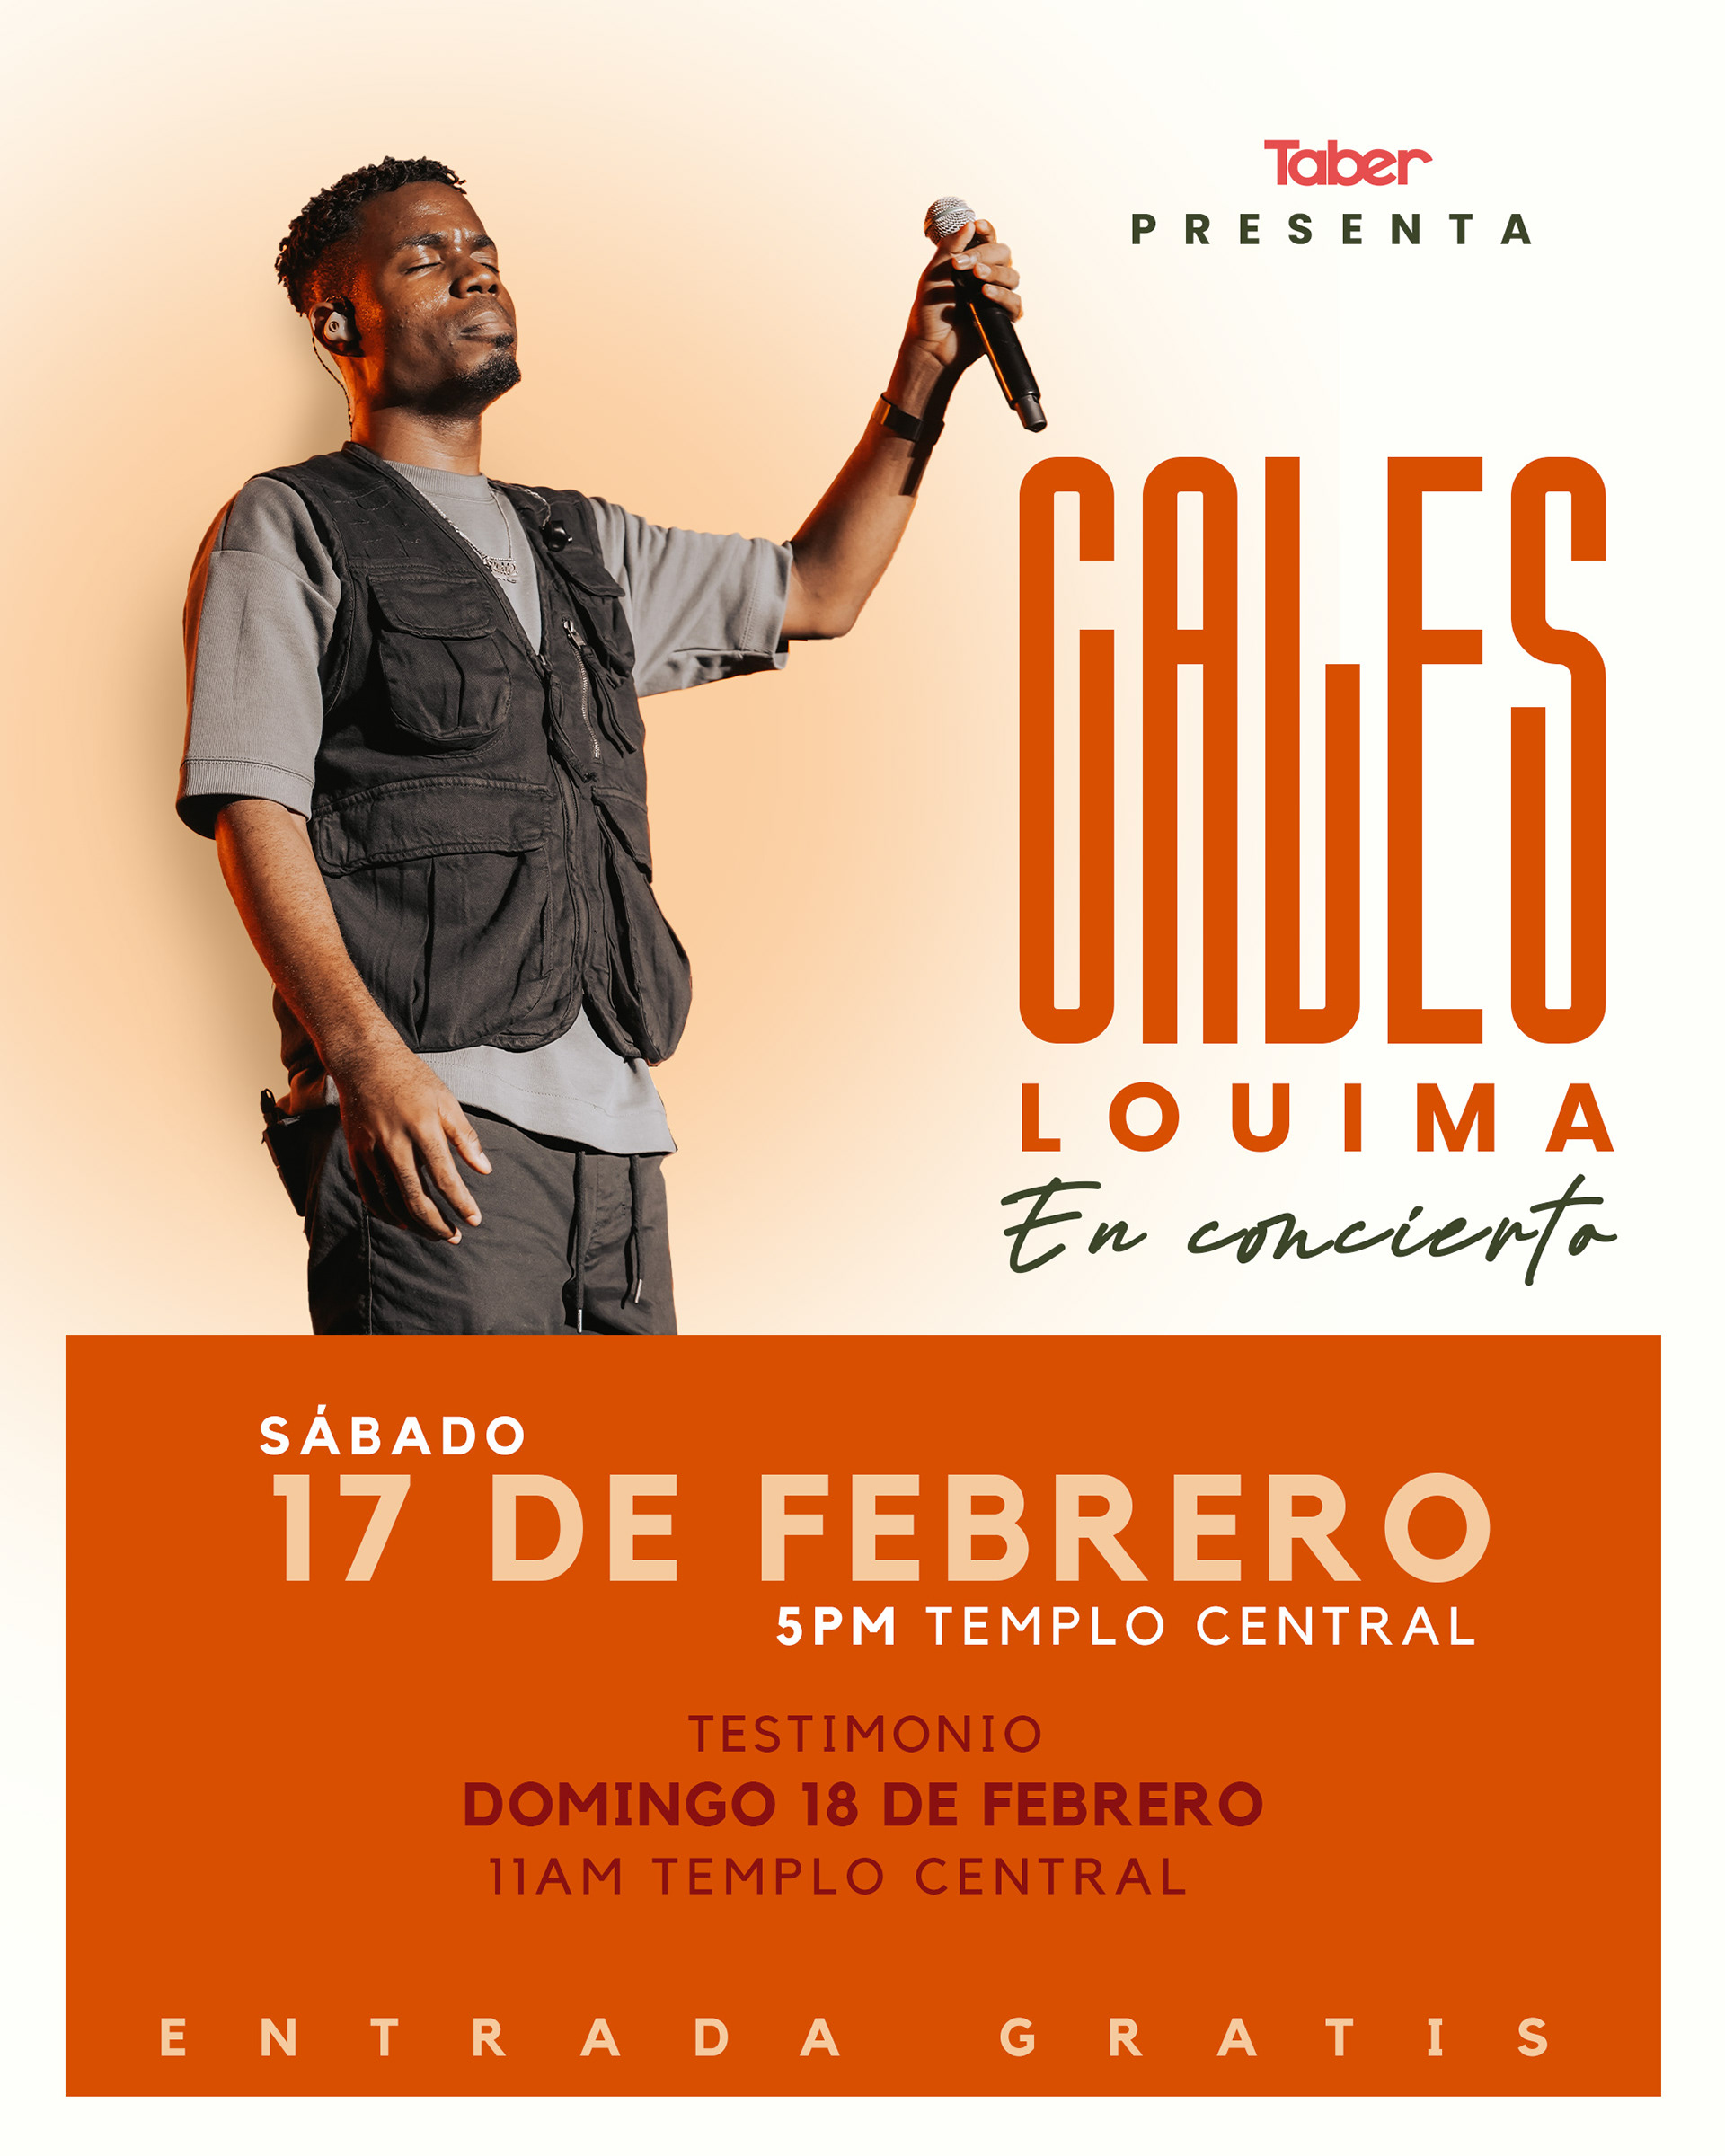 Taber
PRESENTA
CALES
LOUIMA
En concierto
SÁBADO
17 DE FEBRERO
5PM TEMPLO CENTRAL
TESTIMONIO
DOMINGO 18 DE FEBRERO
11AM TEMPLO CENTRAL
ENTRADA GRATIS